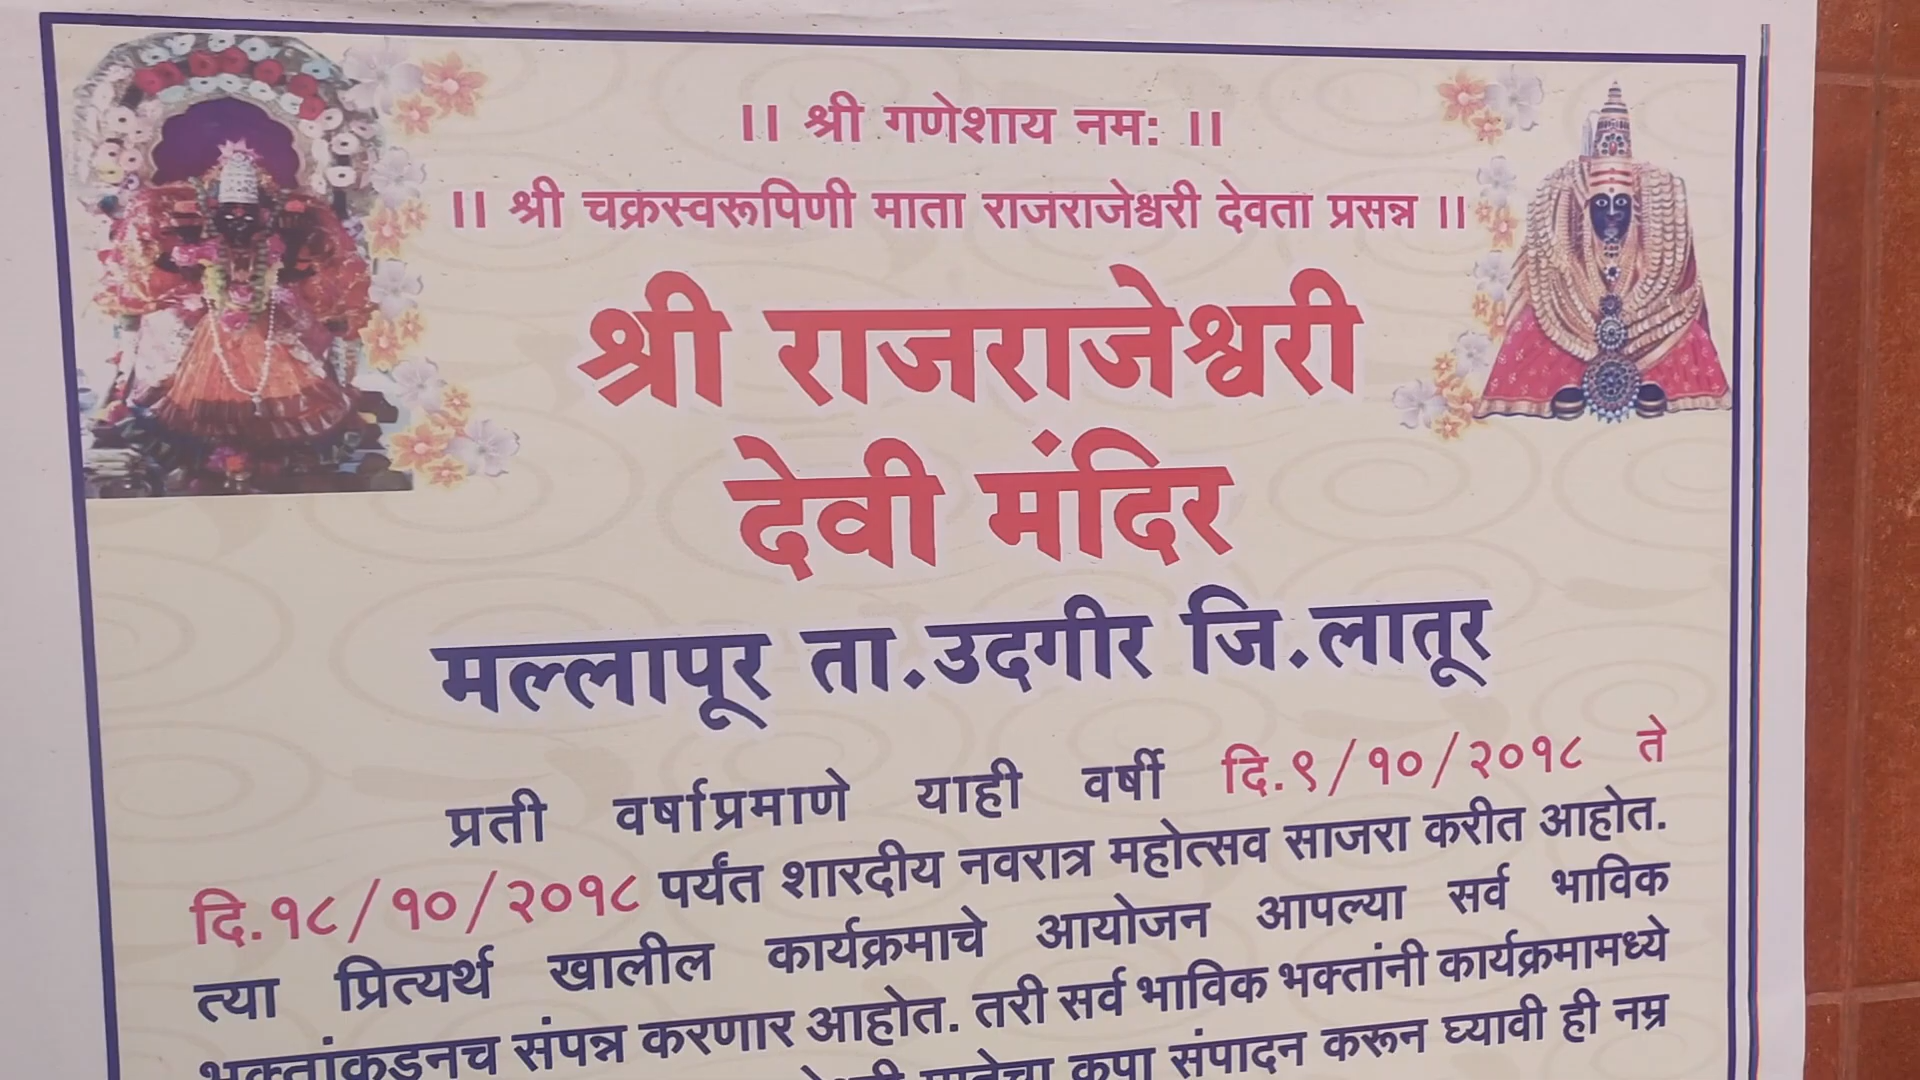 ।। श्री गणेशाय नम: ।।
।। श्री चक्रस्वरूपिणी माता राजराजेश्वरी देवता प्रसन्न ।।
श्री राजराजेश्वरी
देवी मंदिर
मल्लापूर ता.उदगीर जि.लातूर
प्रती वर्षाप्रमाणे याही वर्षी दि.९/१०/२०१८ ते
दि.१८/१०/२०१८ पर्यंत शारदीय नवरात्र महोत्सव साजरा करीत आहोत.
त्या प्रित्यर्थ खालील कार्यक्रमाचे आयोजन आपल्या सर्व भाविक
भक्तांकडनच संपन्न करणार आहोत. तरी सर्व भाविक भक्तांनी कार्यक्रमामध्ये
कृपा संपादन करून घ्यावी ही नम्र